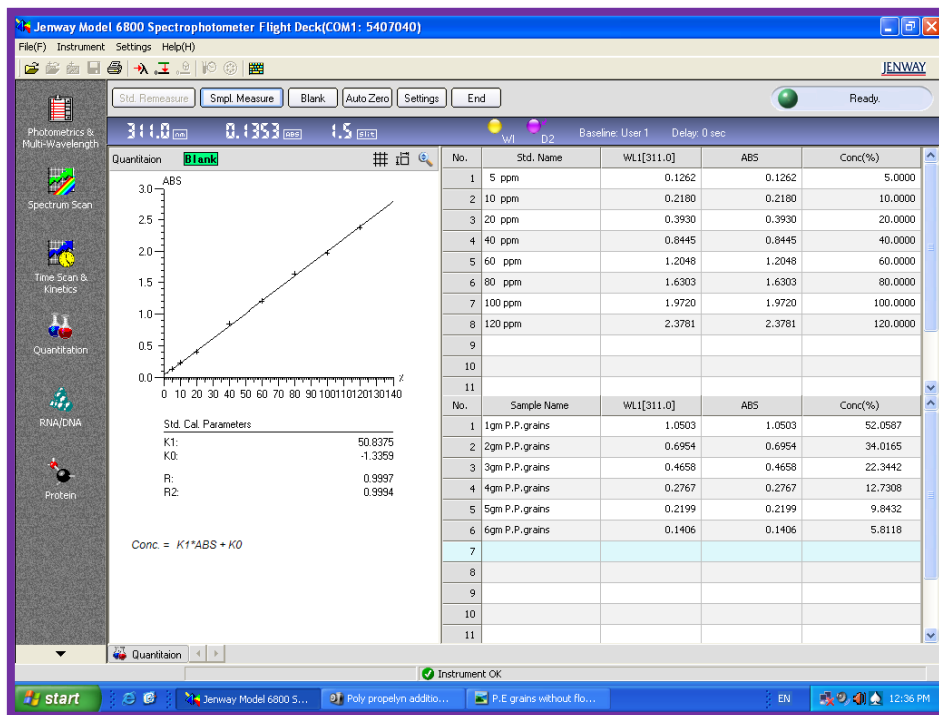 Jenway Model 6800 Spectrophotometer Flight Deck(COM1: 5407040)
File(F) Instrument Settings Help(H)
JENWAY
Std. Remeasure Smpl. Measure Blank Auto Zero Settings End Ready.
311.0 nm 0.1353 ABS 1.5 Slit WI D2 Baseline: User 1 Delay: 0 sec
Photometrics & Multi-Wavelength
Spectrum Scan
Time Scan & Kinetics
Quantitation
RNA/DNA
Protein
Quantitaion Blank
ABS
3.0
2.5
2.0
1.5
1.0
0.5
0.0
0 10 20 30 40 50 60 70 80 90 100110120130140 %
Std. Cal. Parameters
K1: 50.8375
K0: -1.3359
R: 0.9997
R2: 0.9994
Conc. = K1*ABS + K0
No. Std. Name WL1[311.0] ABS Conc(%)
1 5 ppm 0.1262 0.1262 5.0000
2 10 ppm 0.2180 0.2180 10.0000
3 20 ppm 0.3930 0.3930 20.0000
4 40 ppm 0.8445 0.8445 40.0000
5 60 ppm 1.2048 1.2048 60.0000
6 80 ppm 1.6303 1.6303 80.0000
7 100 ppm 1.9720 1.9720 100.0000
8 120 ppm 2.3781 2.3781 120.0000
9
10
11
No. Sample Name WL1[311.0] ABS Conc(%)
1 1gm P.P.grains 1.0503 1.0503 52.0587
2 2gm P.P.grains 0.6954 0.6954 34.0165
3 3gm P.P.grains 0.4658 0.4658 22.3442
4 4gm P.P.grains 0.2767 0.2767 12.7308
5 5gm P.P.grains 0.2199 0.2199 9.8432
6 6gm P.P.grains 0.1406 0.1406 5.8118
7
8
9
10
11
Quantitaion
Instrument OK
start Jenway Model 6800 S... Poly propelyn additio... P.E grains without flo... EN 12:36 PM